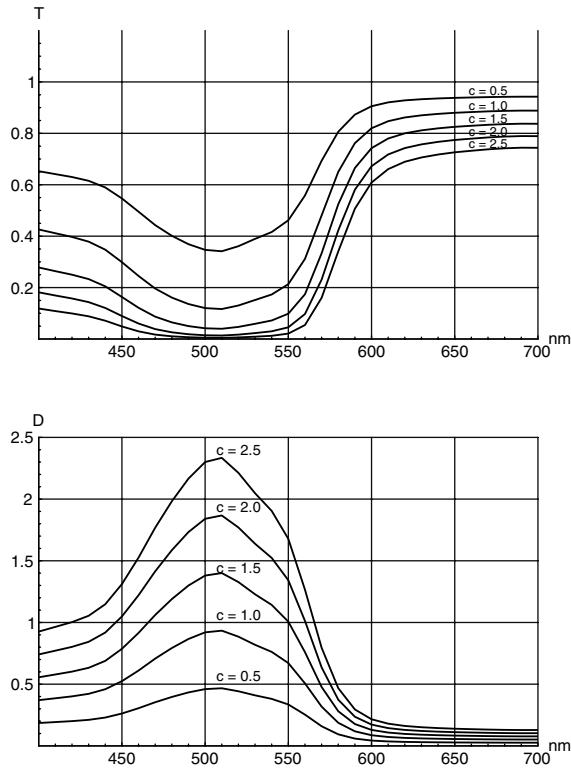 T
1
0.8
0.6
0.4
0.2
c = 0.5
c = 1.0
c = 1.5
c = 2.0
c = 2.5
450 500 550 600 650 700 nm
D
2.5
2
1.5
1
0.5
c = 2.5
c = 2.0
c = 1.5
c = 1.0
c = 0.5
450 500 550 600 650 700 nm